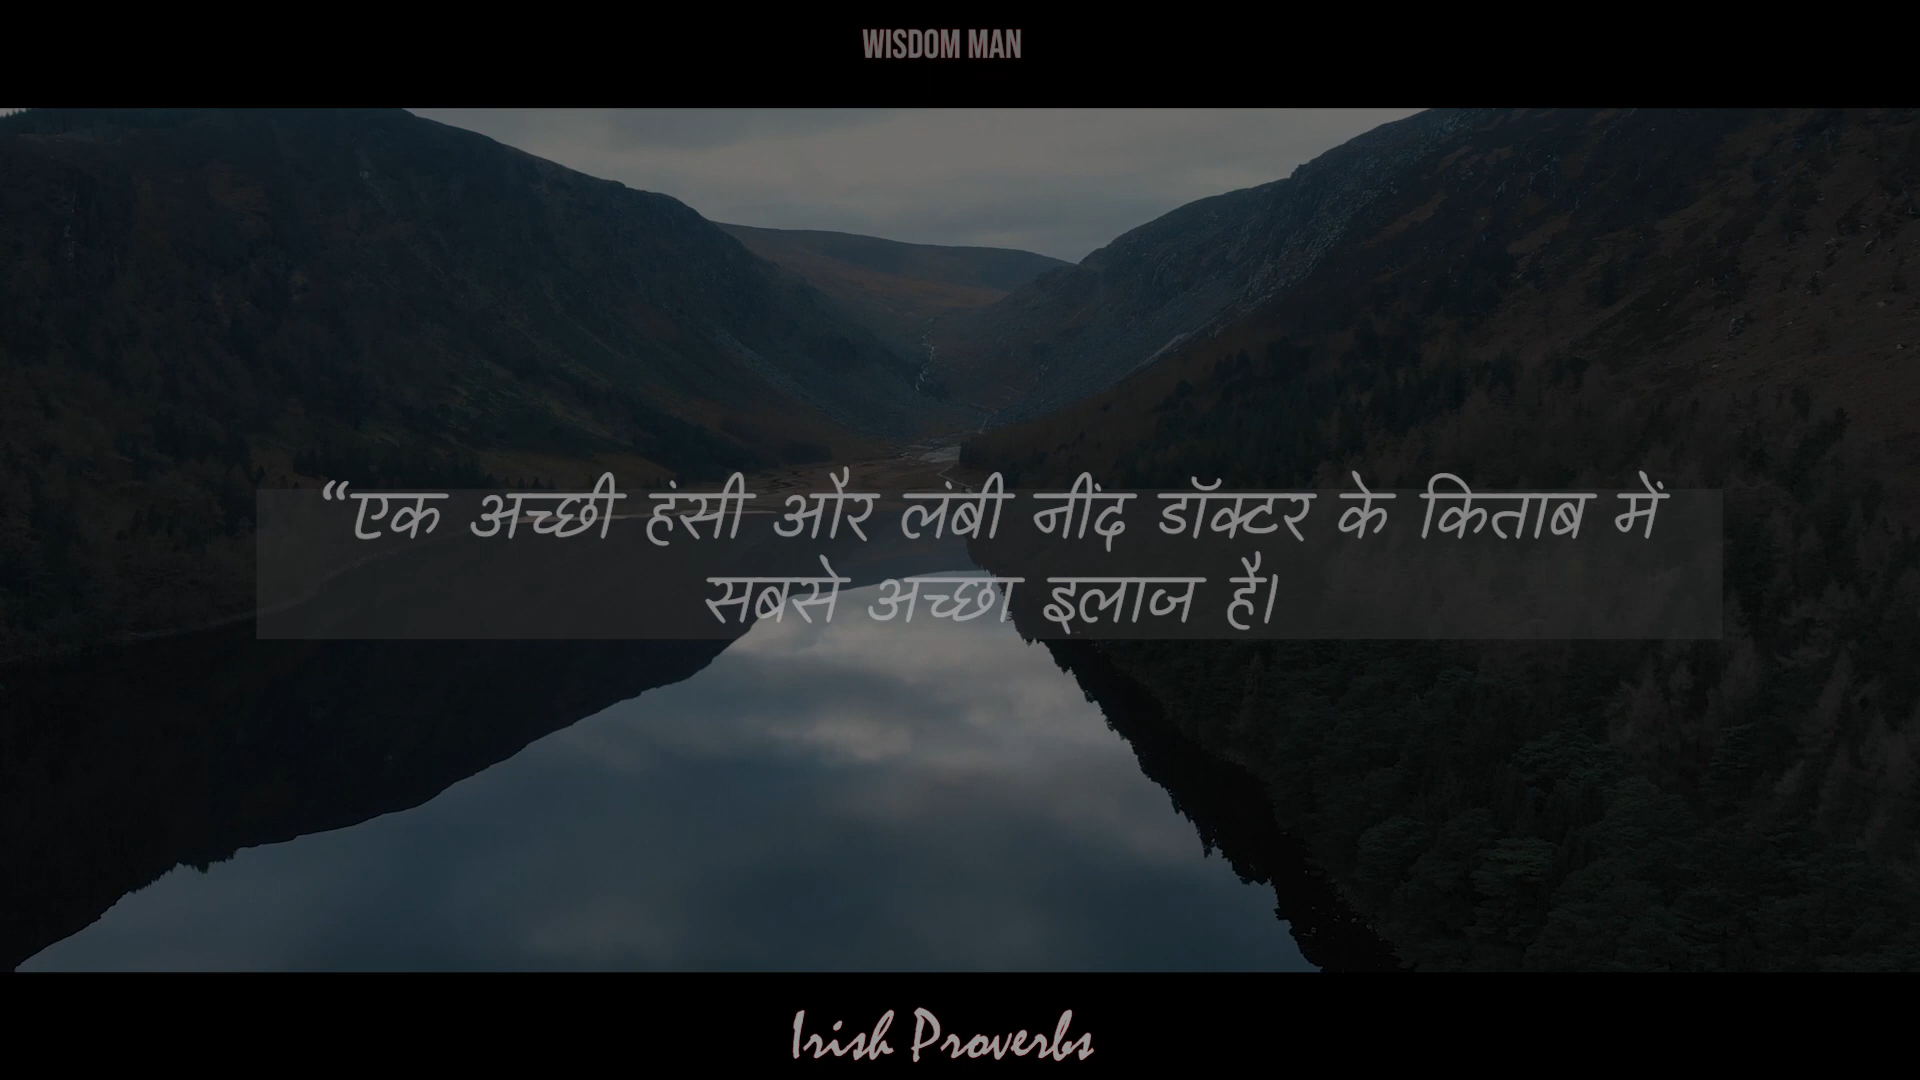 WISDOM MAN
“एक अच्छी हंसी और लंबी नींद डॉक्टर के किताब में
सबसे अच्छा इलाज है।
Irish Proverbs